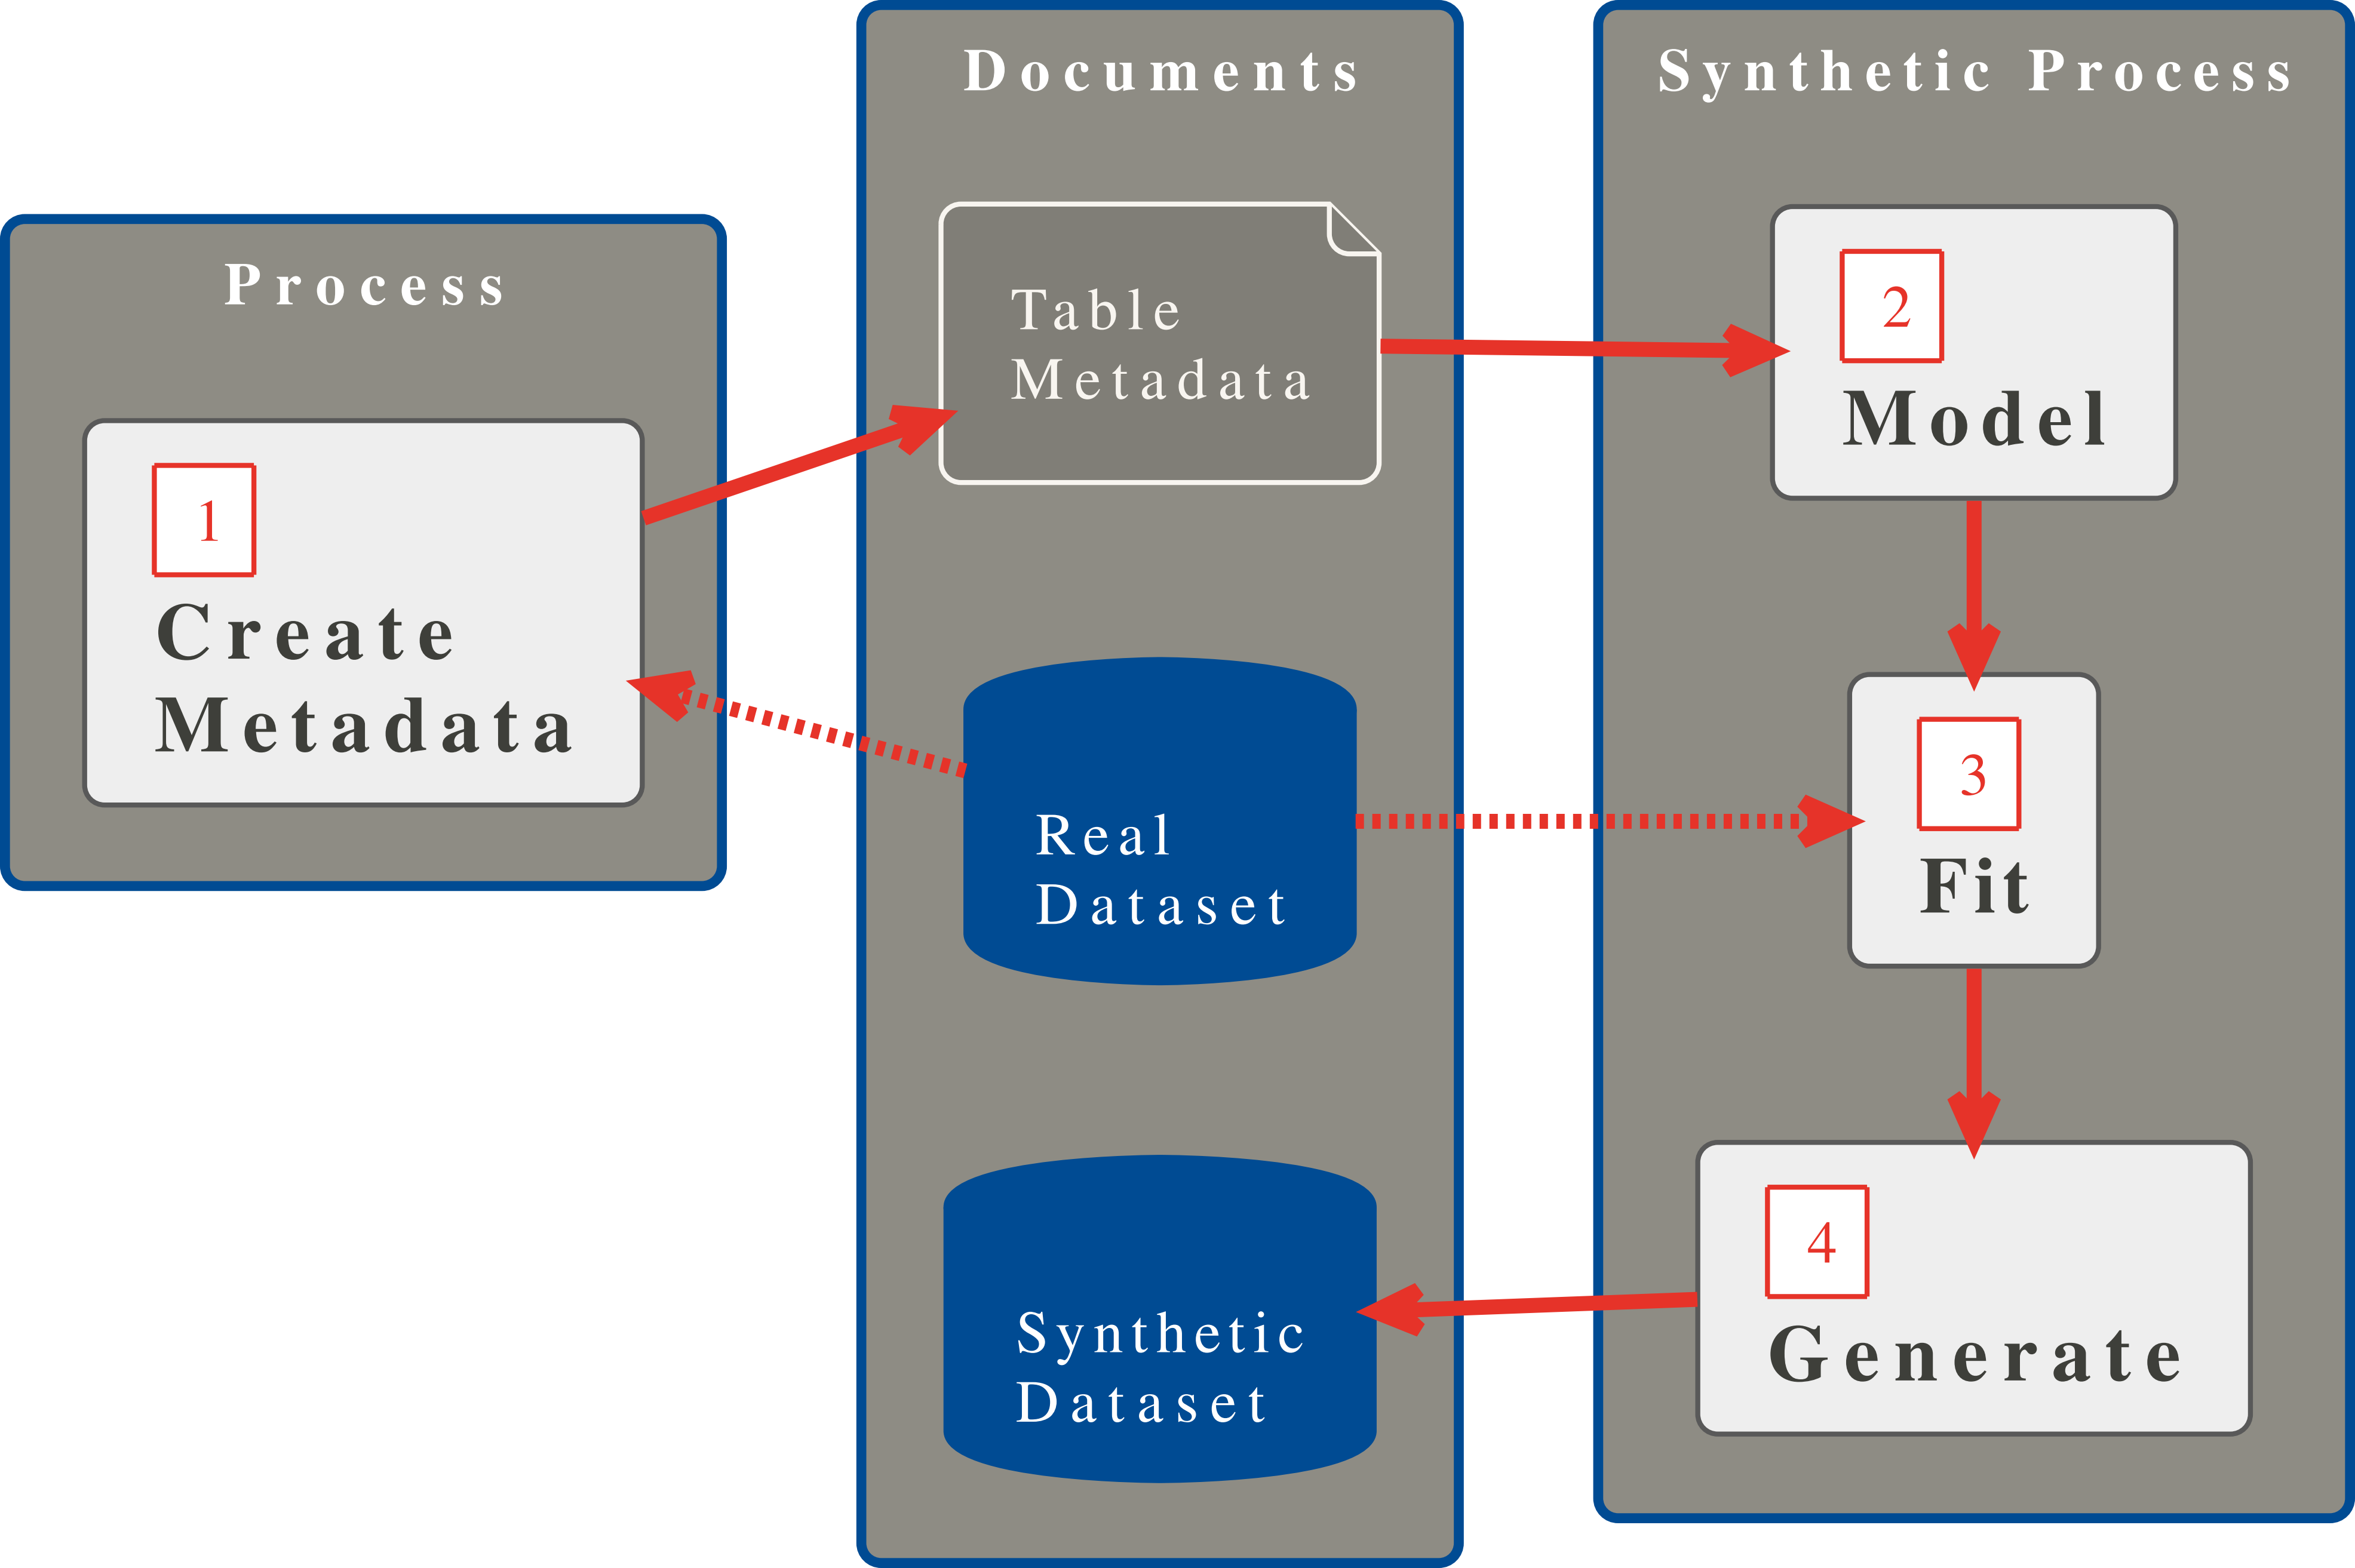 Process
1
Create
Metadata
Documents
Table
Metadata
Real
Dataset
Synthetic
Dataset
Synthetic Process
2
Model
3
Fit
4
Generate